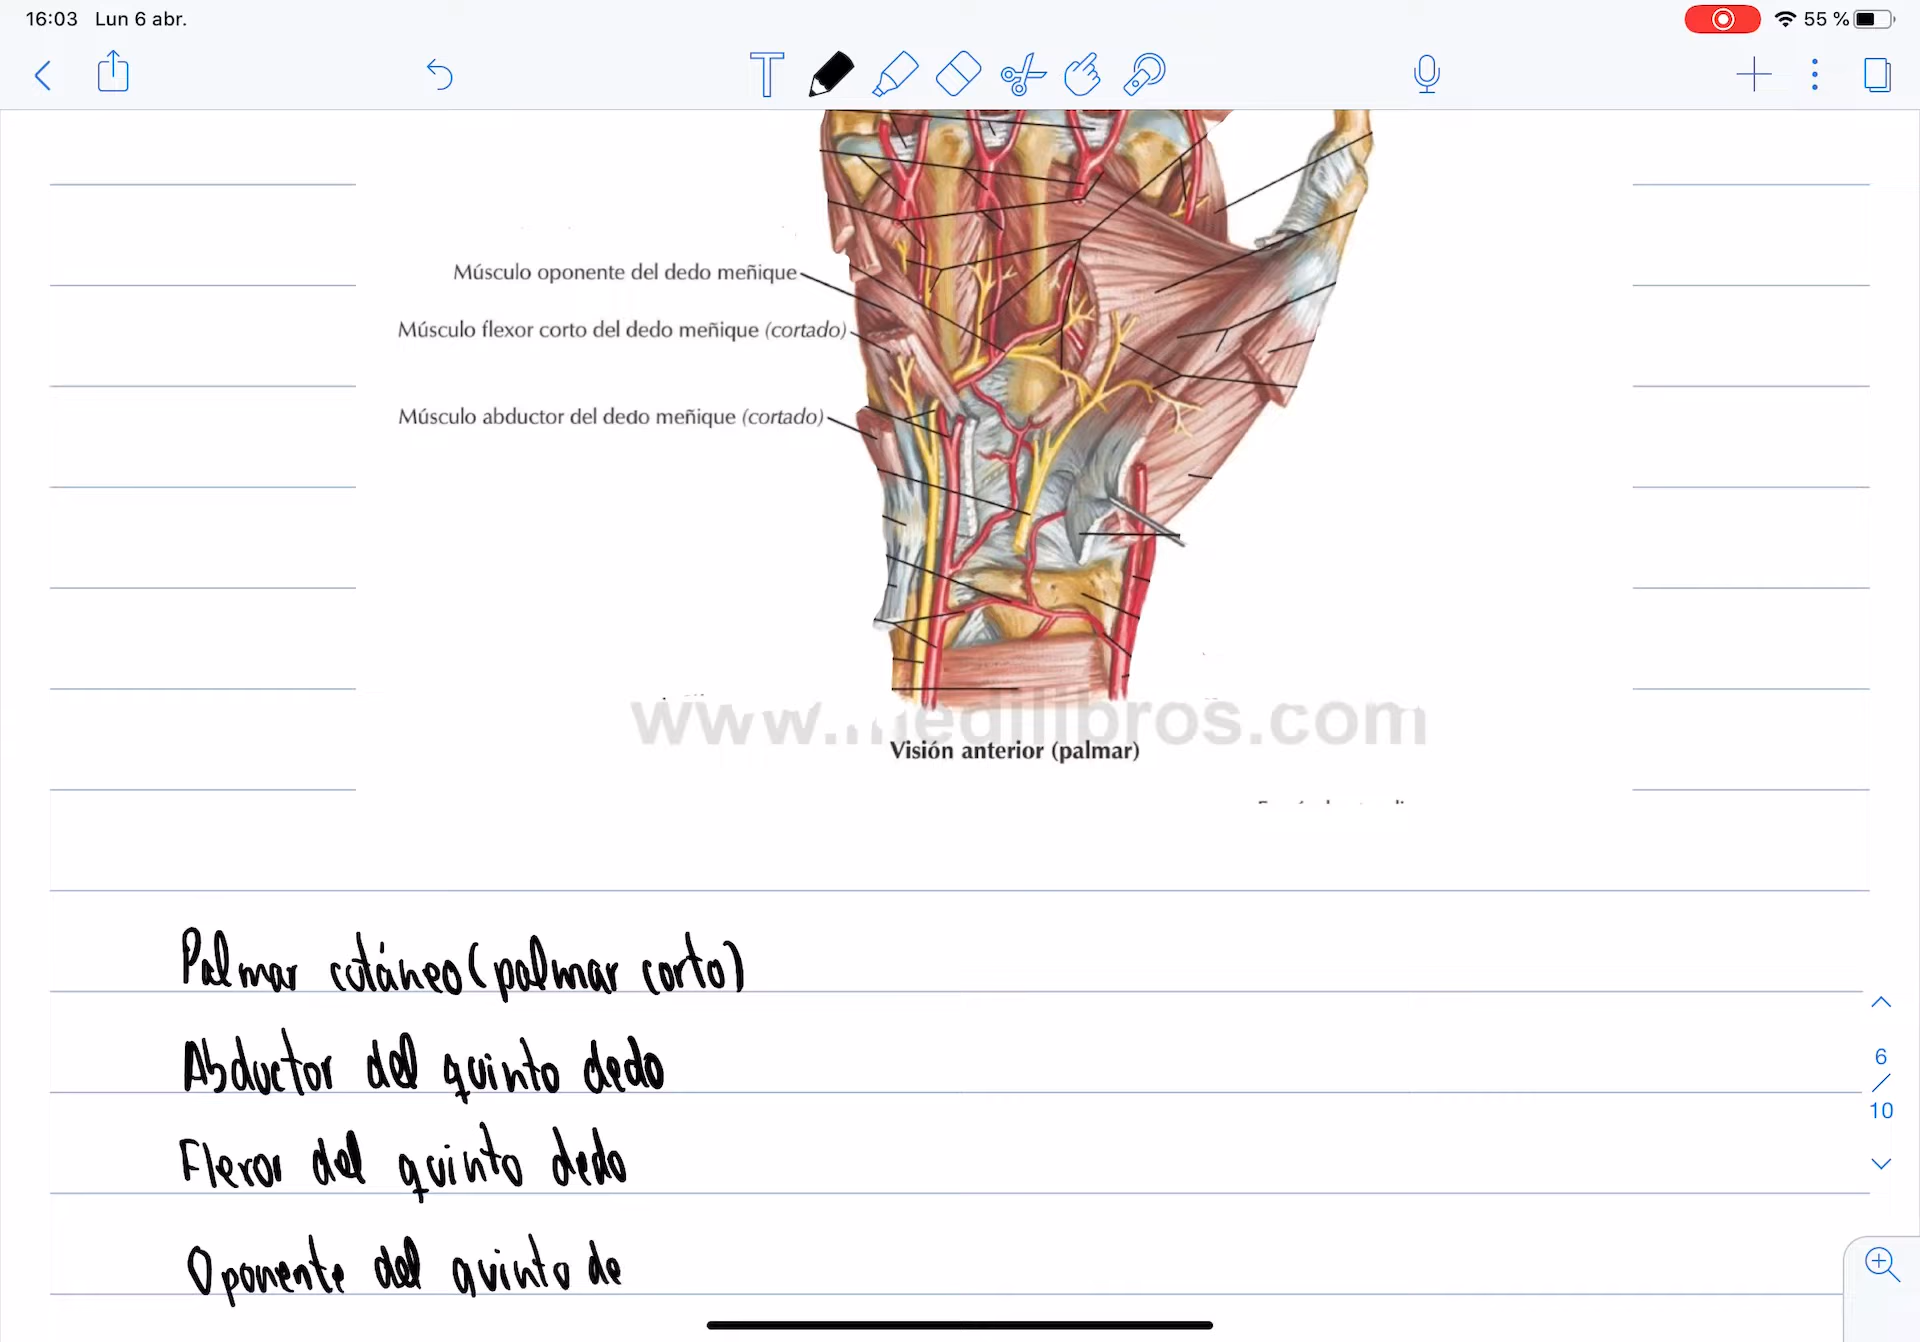 16:03 Lun 6 abr. 55 %
Músculo oponente del dedo meñique
Músculo flexor corto del dedo meñique (cortado)
Músculo abductor del dedo meñique (cortado)
www.medilibros.com
Visión anterior (palmar)
Palmar cutáneo (palmar corto)
Abductor del quinto dedo
Flexor del quinto dedo
Oponente del quinto de
6
/
10